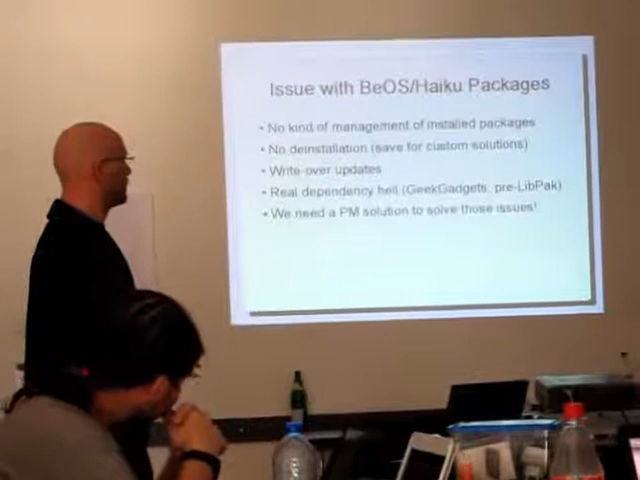 Issue with BeOS/Haiku Packages
• No kind of management of installed packages
• No deinstallation (save for custom solutions)
• Write-over updates
• Real dependency hell (GeekGadgets, pre-LibPak)
• We need a PM solution to solve those issues!